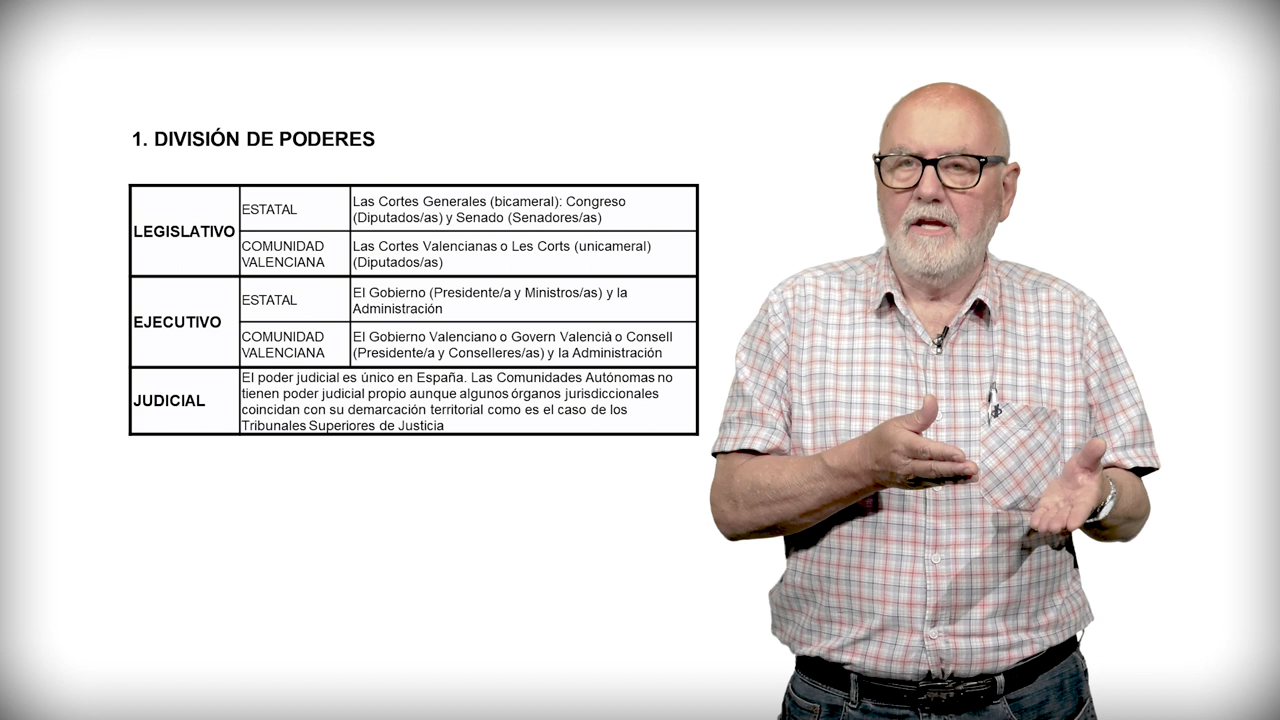 1. DIVISIÓN DE PODERES
LEGISLATIVO
ESTATAL
Las Cortes Generales (bicameral): Congreso
(Diputados/as) y Senado (Senadores/as)
COMUNIDAD
VALENCIANA
Las Cortes Valencianas o Les Corts (unicameral)
(Diputados/as)
EJECUTIVO
ESTATAL
El Gobierno (Presidente/a y Ministros/as) y la
Administración
COMUNIDAD
VALENCIANA
El Gobierno Valenciano o Govern Valencià o Consell
(Presidente/a y Conselleres/as) y la Administración
JUDICIAL
El poder judicial es único en España. Las Comunidades Autónomas no
tienen poder judicial propio aunque algunos órganos jurisdiccionales
coincidan con su demarcación territorial como es el caso de los
Tribunales Superiores de Justicia